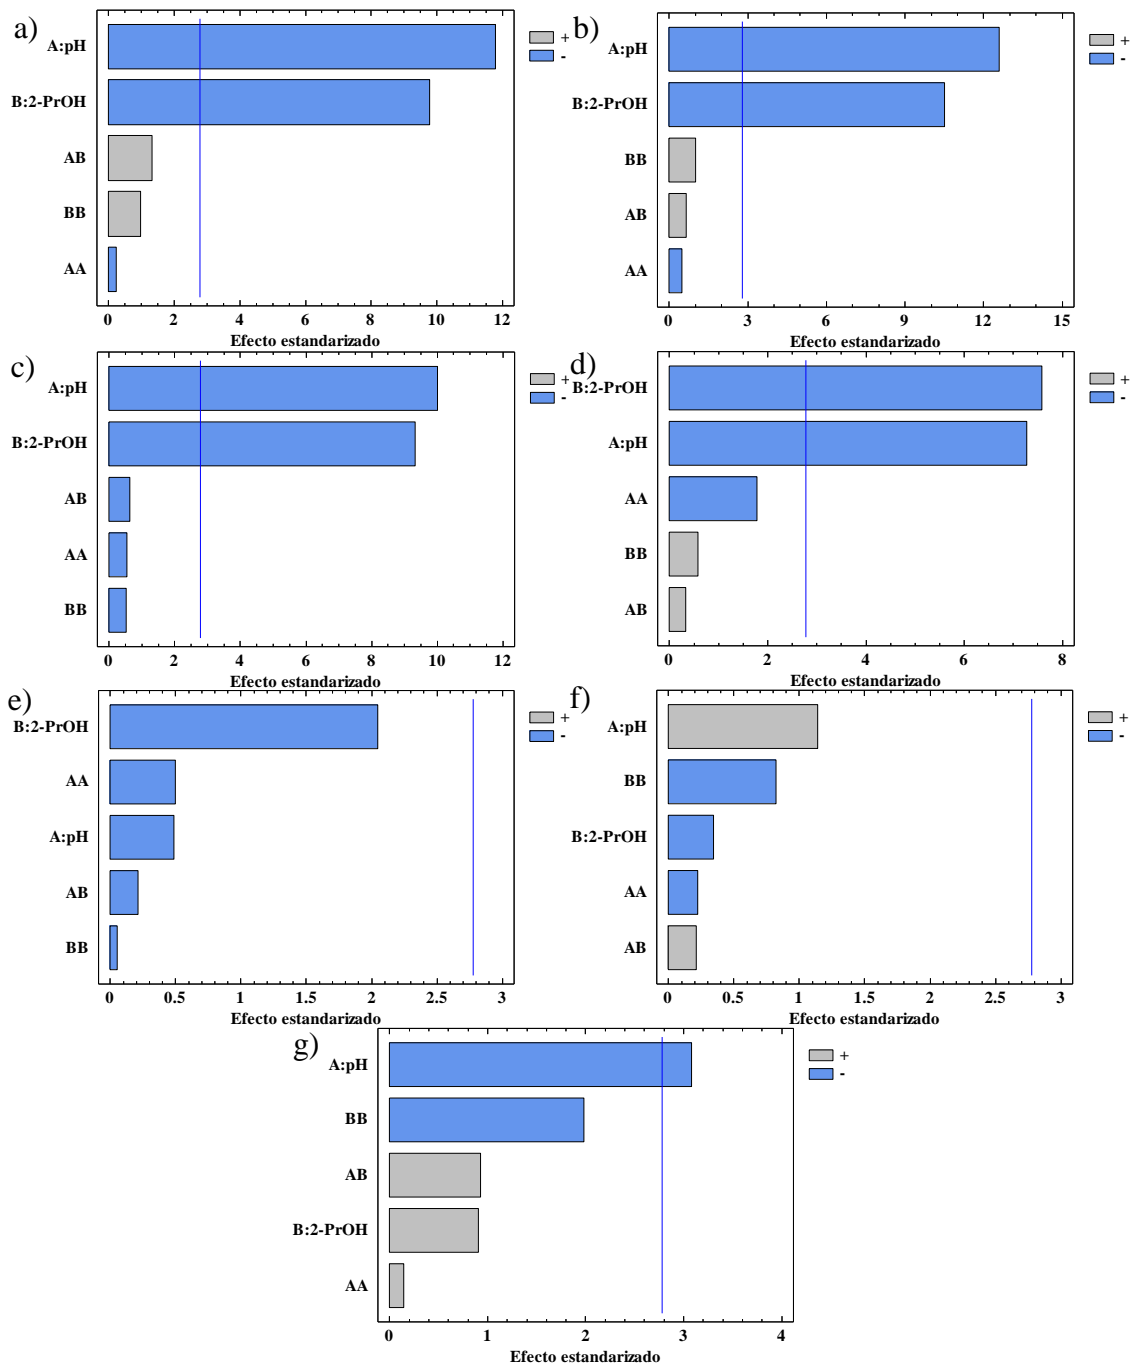 a)
A:pH
B:2-PrOH
AB
BB
AA
+
-
0 2 4 6 8 10 12
Efecto estandarizado
b)
A:pH
B:2-PrOH
BB
AB
AA
+
-
0 3 6 9 12 15
Efecto estandarizado
c)
A:pH
B:2-PrOH
AB
AA
BB
+
-
0 2 4 6 8 10 12
Efecto estandarizado
d)
B:2-PrOH
A:pH
AA
BB
AB
+
-
0 2 4 6 8
Efecto estandarizado
e)
B:2-PrOH
AA
A:pH
AB
BB
+
-
0 0.5 1 1.5 2 2.5 3
Efecto estandarizado
f)
A:pH
BB
B:2-PrOH
AA
AB
+
-
0 0.5 1 1.5 2 2.5 3
Efecto estandarizado
g)
A:pH
BB
AB
B:2-PrOH
AA
+
-
0 1 2 3 4
Efecto estandarizado